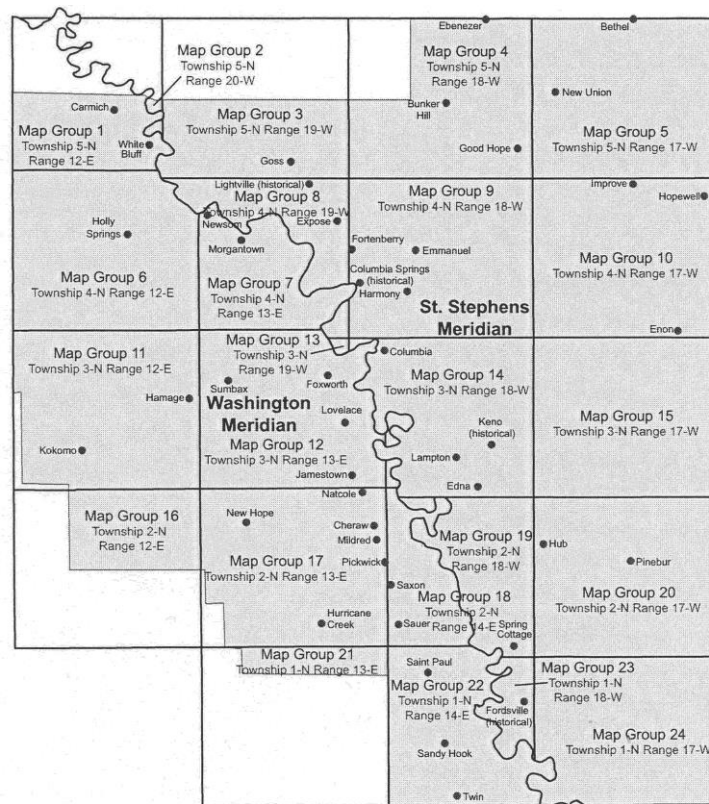 Ebenezer
Bethel
Map Group 2
Township 5-N
Range 20-W
Map Group 4
Township 5-N
Range 18-W
New Union
Carmich
Map Group 3
Township 5-N Range 19-W
Bunker
Hill
Map Group 1
Township 5-N
Range 12-E
White
Bluff
Map Group 5
Township 5-N Range 17-W
Goss
Good Hope
Lightville (historical)
Map Group 8
Township 4-N Range 19-W
Map Group 9
Township 4-N Range 18-W
Improve
Hopewell
Holly
Springs
Newsom
Expose
Morgantown
Fortenberry
Emmanuel
Map Group 10
Township 4-N Range 17-W
Map Group 6
Township 4-N Range 12-E
Map Group 7
Township 4-N
Range 13-E
Columbia Springs
(historical)
Harmony
St. Stephens
Meridian
Enon
Map Group 11
Township 3-N Range 12-E
Map Group 13
Township 3-N
Range 19-W
Columbia
Map Group 14
Township 3-N Range 18-W
Sumbax
Foxworth
Hamage
Washington
Meridian
Lovelace
Keno
(historical)
Map Group 15
Township 3-N Range 17-W
Kokomo
Map Group 12
Township 3-N Range 13-E
Lampton
Jamestown
Edna
Natcole
Map Group 16
Township 2-N
Range 12-E
New Hope
Cheraw
Mildred
Map Group 19
Township 2-N
Range 18-W
Hub
Map Group 17
Township 2-N Range 13-E
Pickwick
Pinebur
Saxon
Map Group 18
Township 2-N
Range 14-E
Map Group 20
Township 2-N Range 17-W
Hurricane
Creek
Sauer
Spring
Cottage
Map Group 21
Township 1-N Range 13-E
Saint Paul
Map Group 22
Township 1-N
Range 14-E
Map Group 23
Township 1-N
Range 18-W
Fordsville
(historical)
Map Group 24
Township 1-N Range 17-W
Sandy Hook
Twin